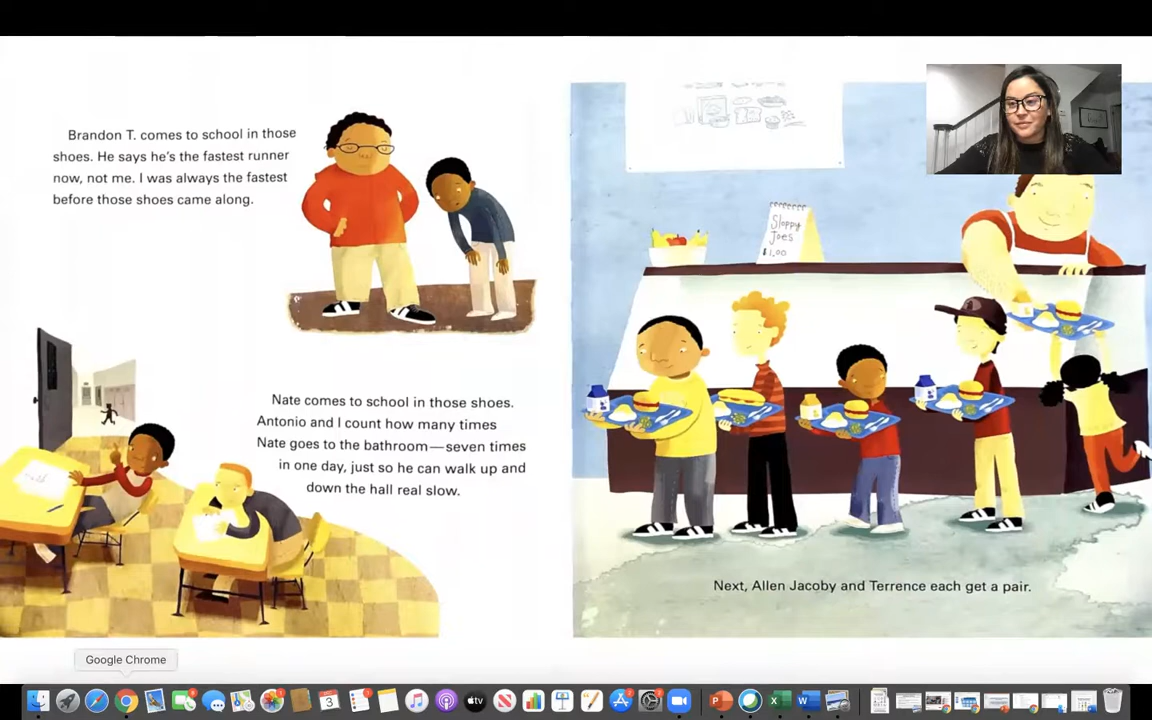 Brandon T. comes to school in those
shoes. He says he's the fastest runner
now, not me. I was always the fastest
before those shoes came along.
Nate comes to school in those shoes.
Antonio and I count how many times
Nate goes to the bathroom—seven times
in one day, just so he can walk up and
down the hall real slow.
Sloppy
Joes
$1.00
Next, Allen Jacoby and Terrence each get a pair.
Google Chrome
3